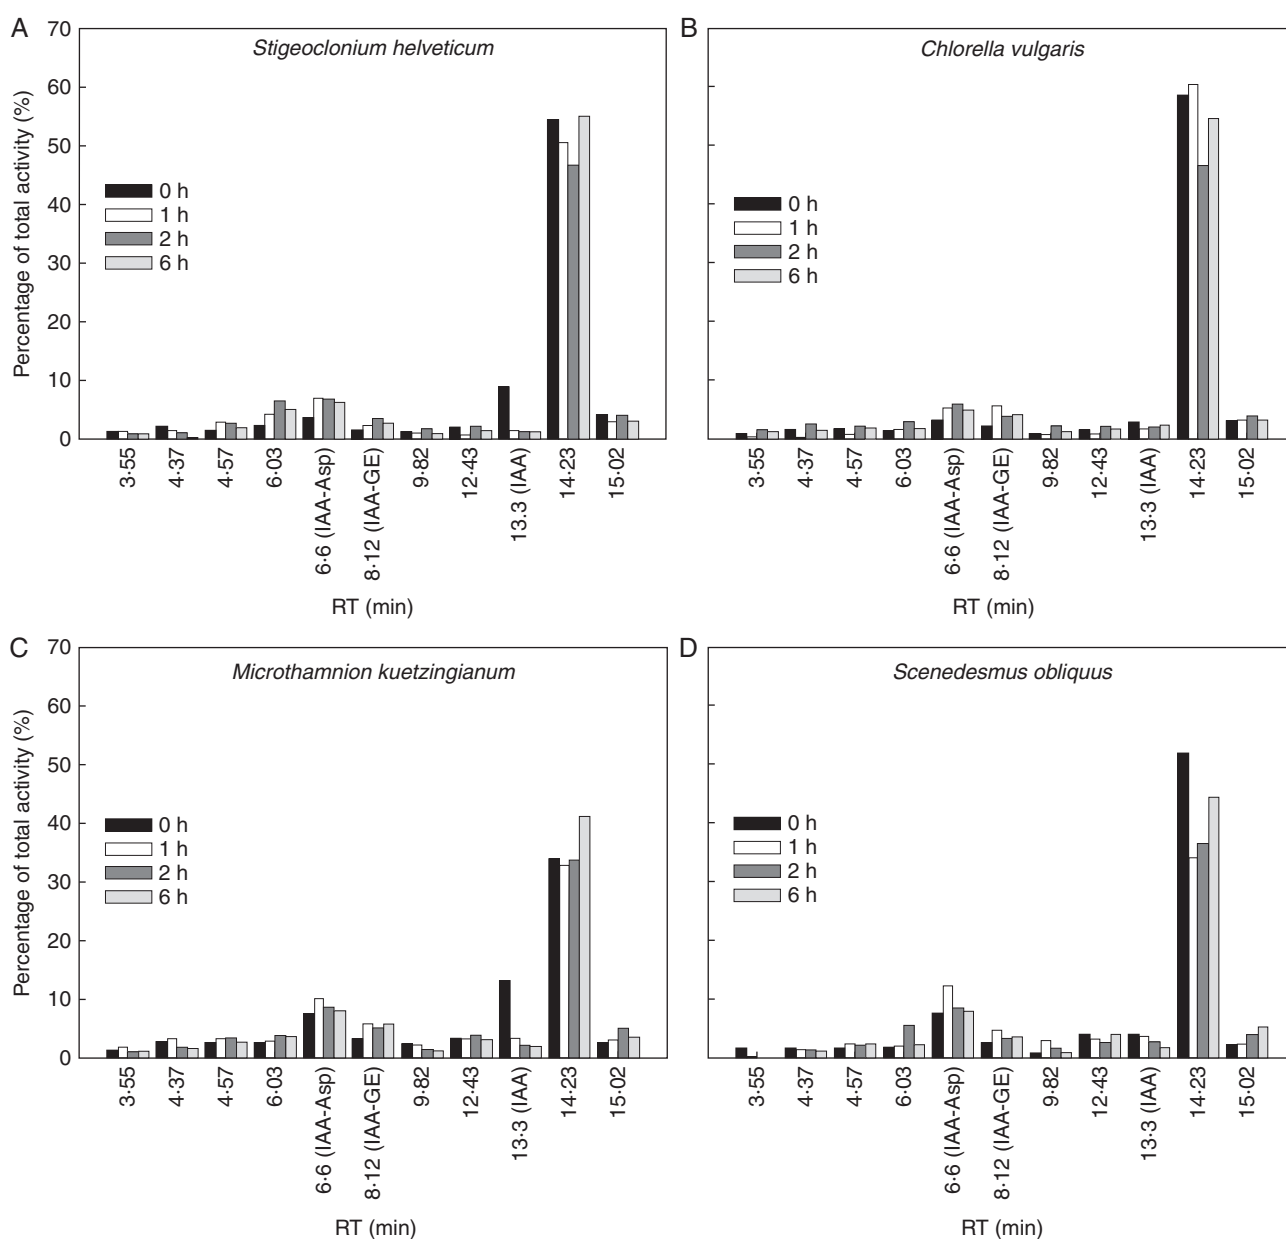 A
Stigeoclonium helveticum
Percentage of total activity (%)
70
60
50
40
30
20
10
0
0 h
1 h
2 h
6 h
3·55
4·37
4·57
6·03
6·6 (IAA-Asp)
8·12 (IAA-GE)
9·82
12·43
13.3 (IAA)
14·23
15·02
RT (min)
B
Chlorella vulgaris
0 h
1 h
2 h
6 h
3·55
4·37
4·57
6·03
6·6 (IAA-Asp)
8·12 (IAA-GE)
9·82
12·43
13·3 (IAA)
14·23
15·02
RT (min)
C
Microthamnion kuetzingianum
Percentage of total activity (%)
70
60
50
40
30
20
10
0
0 h
1 h
2 h
6 h
3·55
4·37
4·57
6·03
6·6 (IAA-Asp)
8·12 (IAA-GE)
9·82
12·43
13·3 (IAA)
14·23
15·02
RT (min)
D
Scenedesmus obliquus
0 h
1 h
2 h
6 h
3·55
4·37
4·57
6·03
6·6 (IAA-Asp)
8·12 (IAA-GE)
9·82
12·43
13·3 (IAA)
14·23
15·02
RT (min)